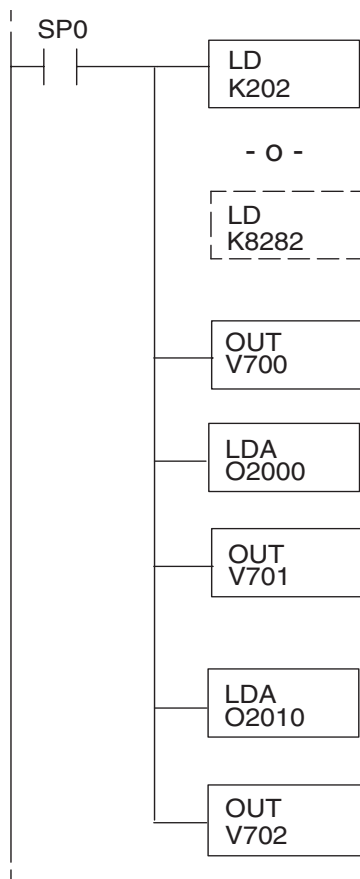 SP0
LD
K202
- o -
LD
K8282
OUT
V700
LDA
O2000
OUT
V701
LDA
O2010
OUT
V702